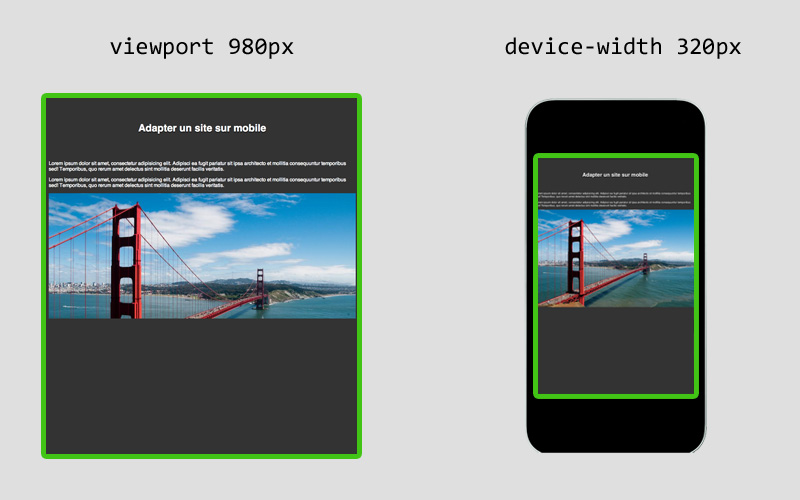 viewport 980px
device-width 320px
Adapter un site sur mobile
Lorem ipsum dolor sit amet, consectetur adipisicing elit. Adipisci ea fugit pariatur sit ipsa architecto et mollitia consequuntur temporibus
sed! Temporibus, quo rerum amet delectus sint mollitia deserunt facilis veritatis.
Lorem ipsum dolor sit amet, consectetur adipisicing elit. Adipisci ea fugit pariatur sit ipsa architecto et mollitia consequuntur temporibus
sed! Temporibus, quo rerum amet delectus sint mollitia deserunt facilis veritatis.
Adapter un site sur mobile